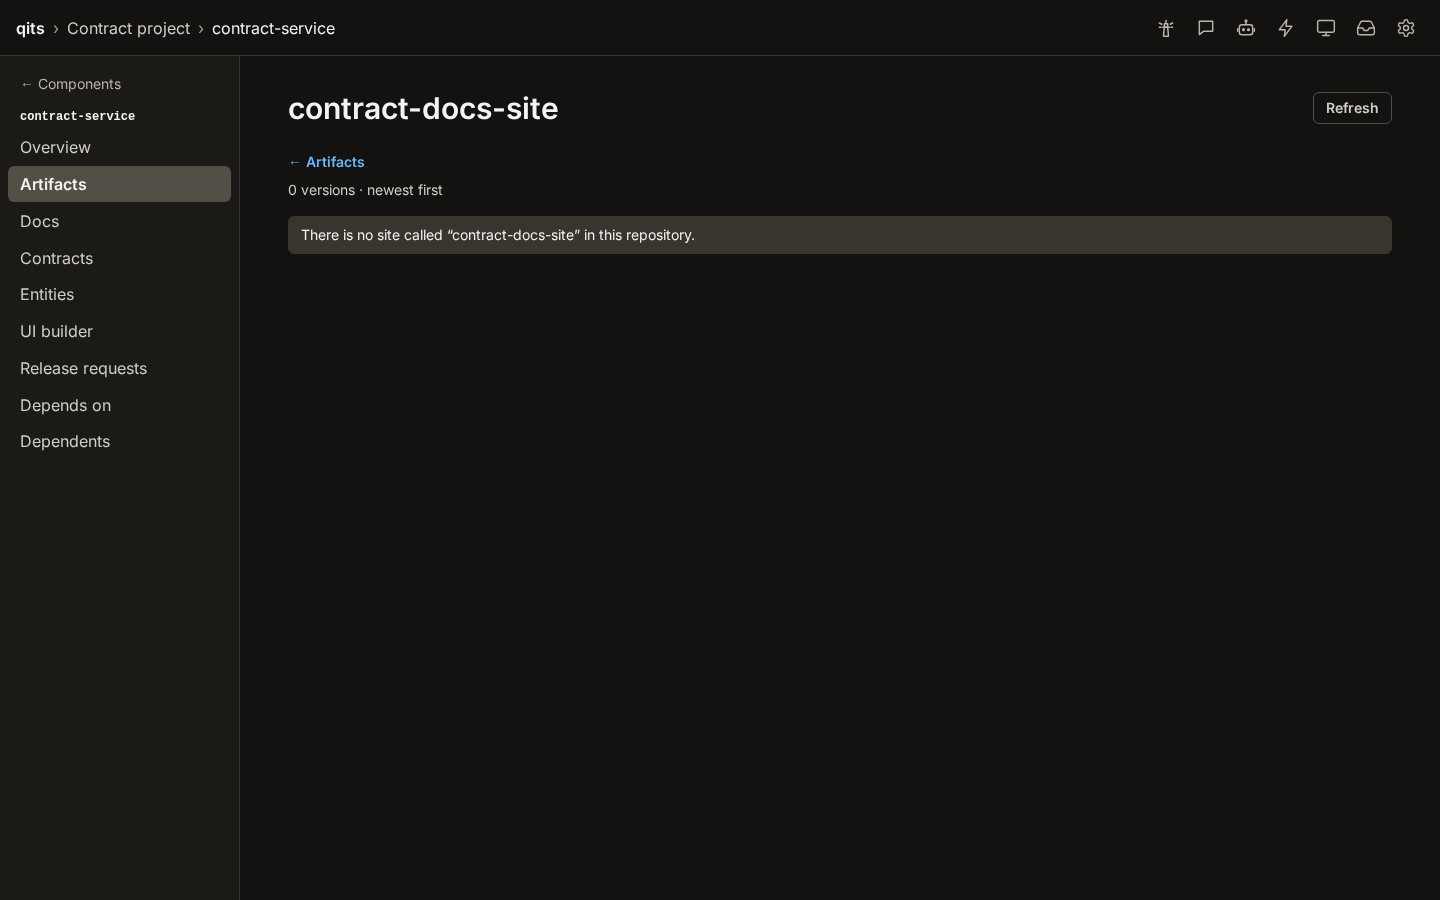 qits › Contract project › contract-service
← Components
contract-service
Overview
Artifacts
Docs
Contracts
Entities
UI builder
Release requests
Depends on
Dependents
contract-docs-site
Refresh
← Artifacts
0 versions · newest first
There is no site called “contract-docs-site” in this repository.